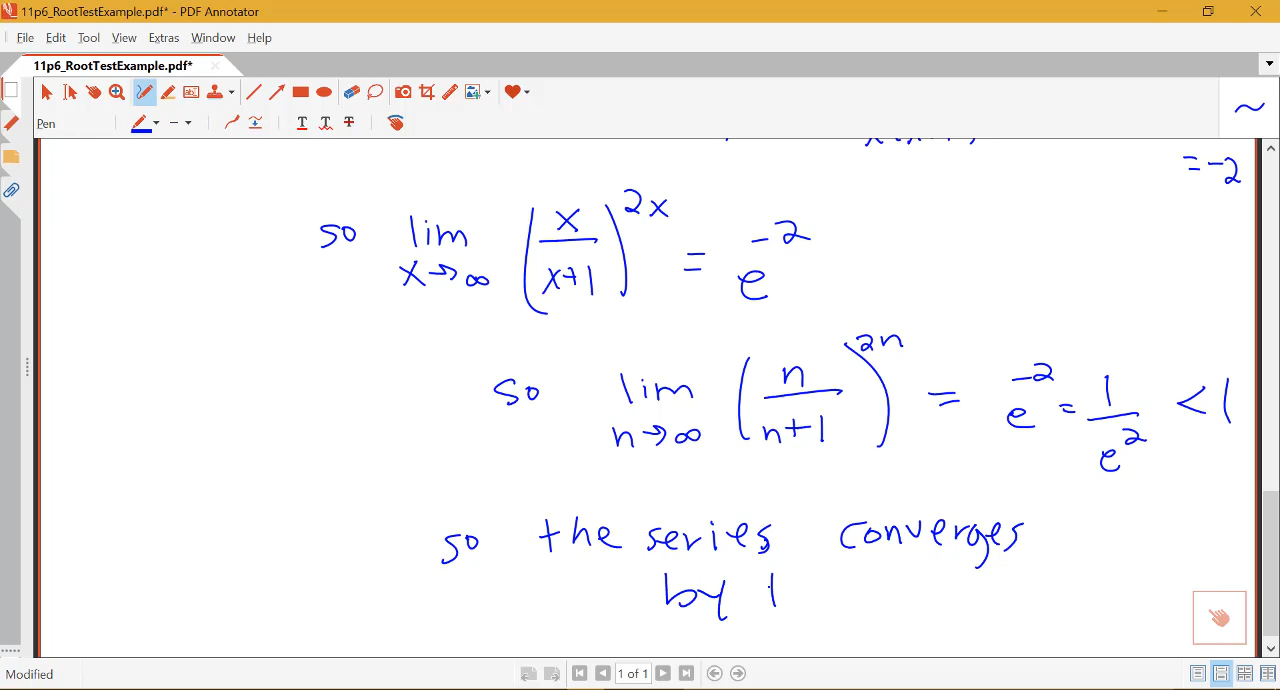 11p6_RootTestExample.pdf* - PDF Annotator
File Edit Tool View Extras Window Help
11p6_RootTestExample.pdf*
Pen
= -2
so lim x→∞ (x/(x+1))^2x = e^-2
so lim n→∞ (n/(n+1))^2n = e^-2 = 1/e^2 < 1
so the series converges
by
Modified
1 of 1